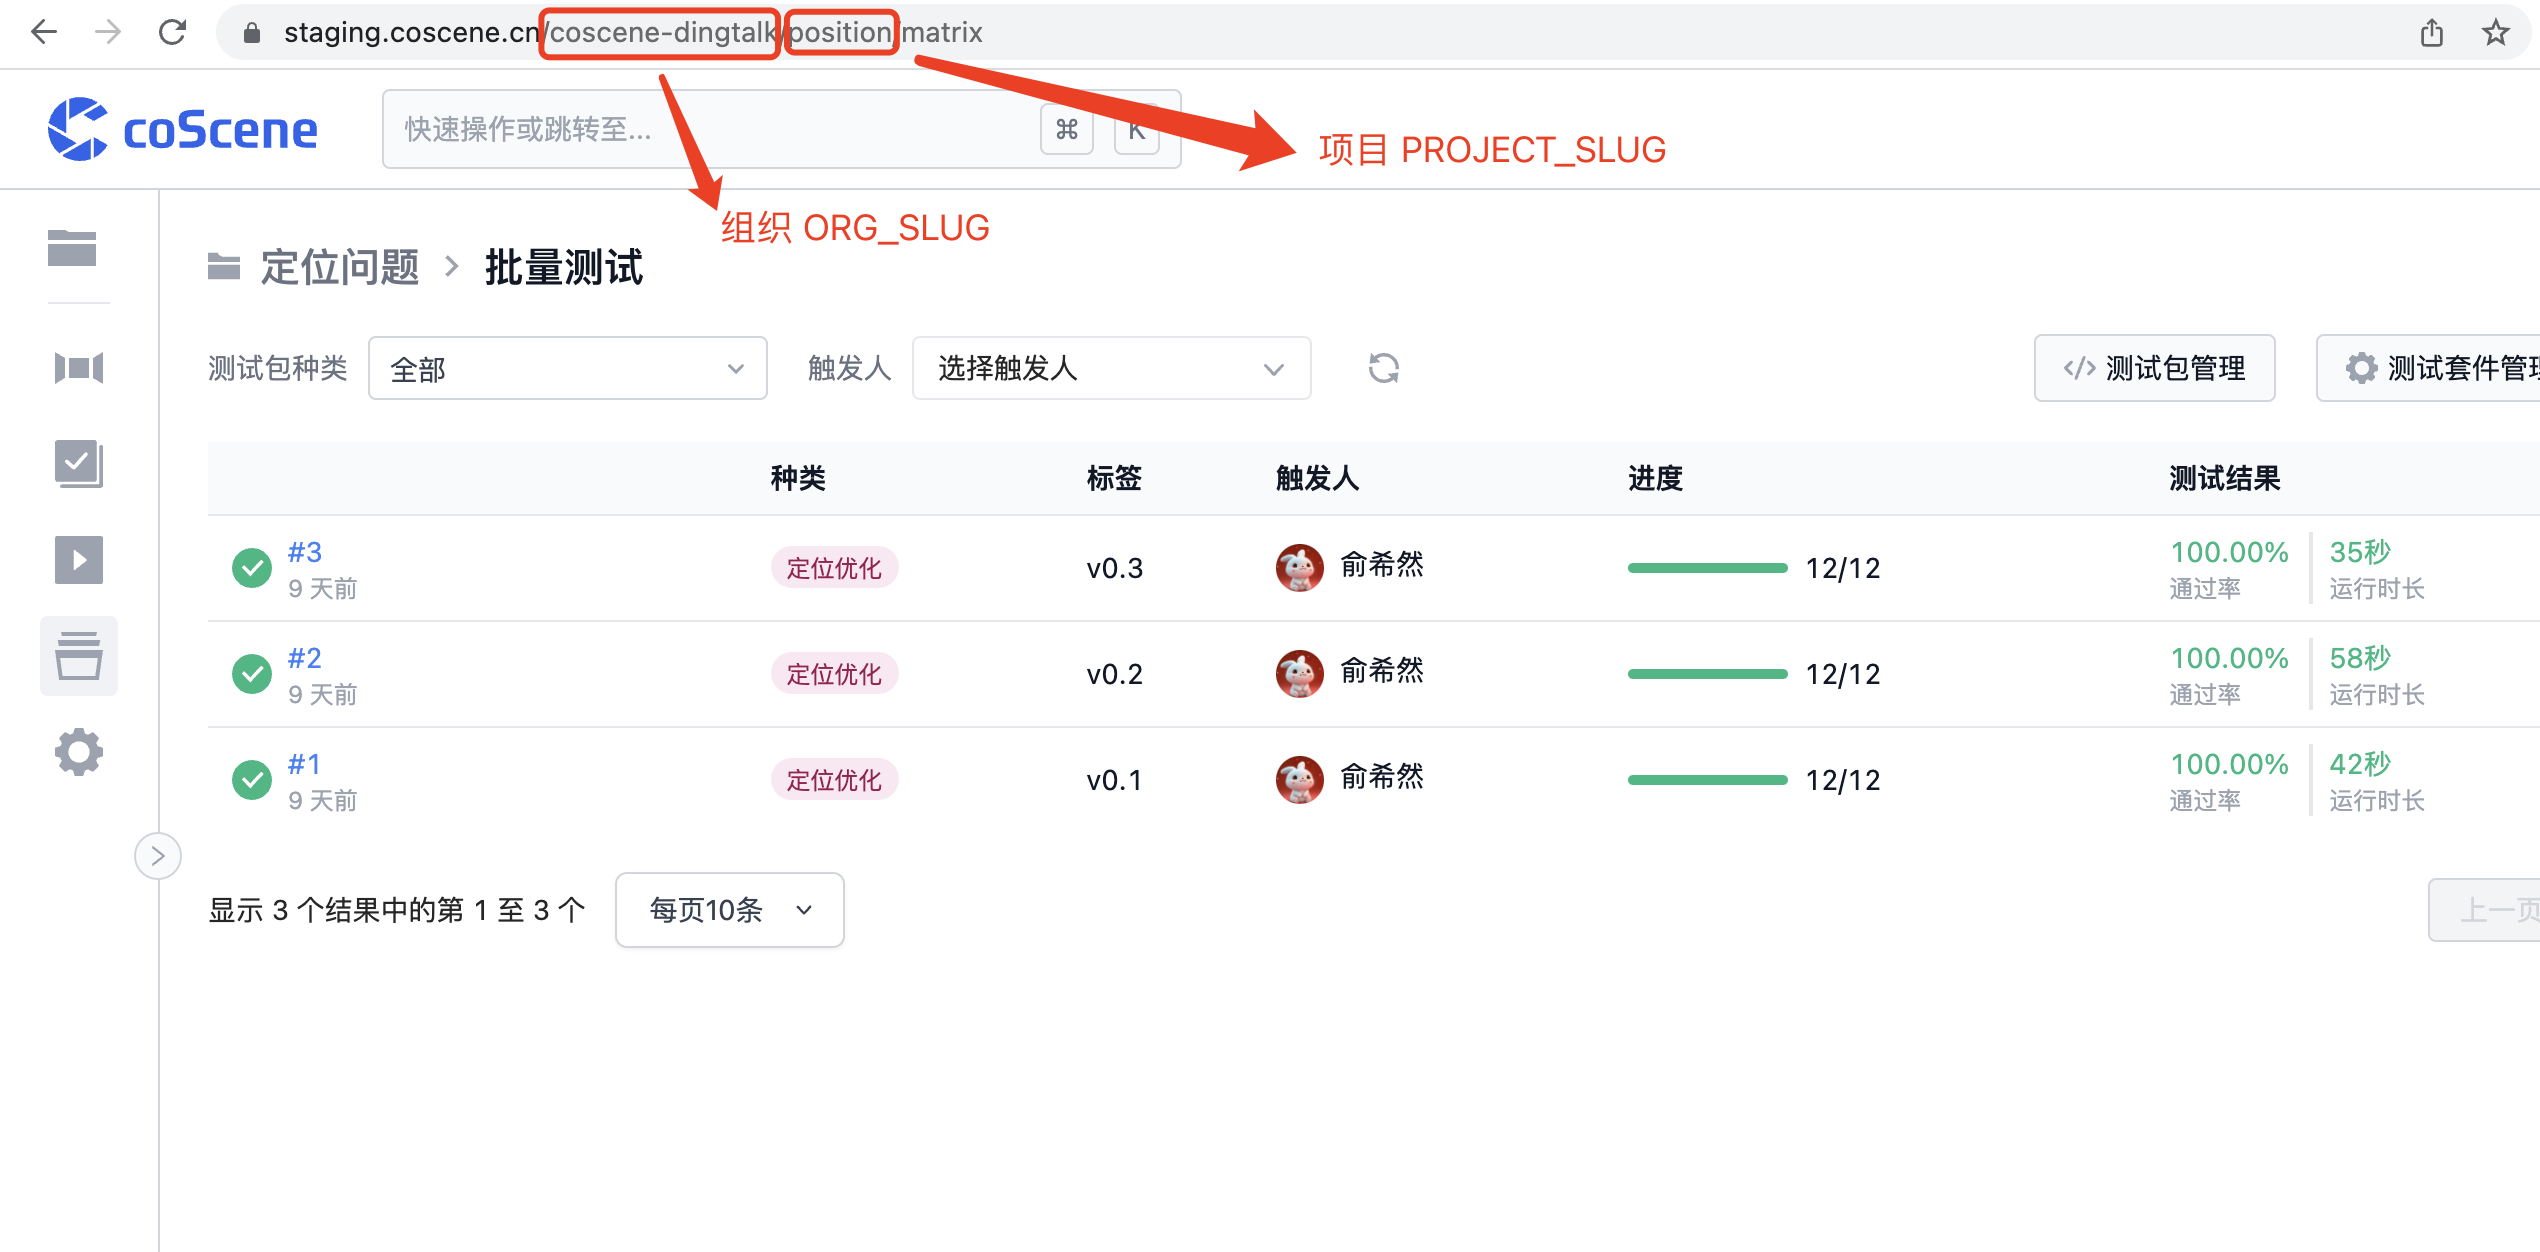 staging.coscene.cn/coscene-dingtalk/position/matrix
coScene
快速操作或跳转至...
⌘ K
项目 PROJECT_SLUG
组织 ORG_SLUG
定位问题 > 批量测试
测试包种类 全部 触发人 选择触发人 </> 测试包管理 测试套件管理
种类 标签 触发人 进度 测试结果
#3 定位优化 v0.3 俞希然 12/12 100.00% 35秒
9 天前 通过率 运行时长
#2 定位优化 v0.2 俞希然 12/12 100.00% 58秒
9 天前 通过率 运行时长
#1 定位优化 v0.1 俞希然 12/12 100.00% 42秒
9 天前 通过率 运行时长
显示 3 个结果中的第 1 至 3 个 每页10条 上一页